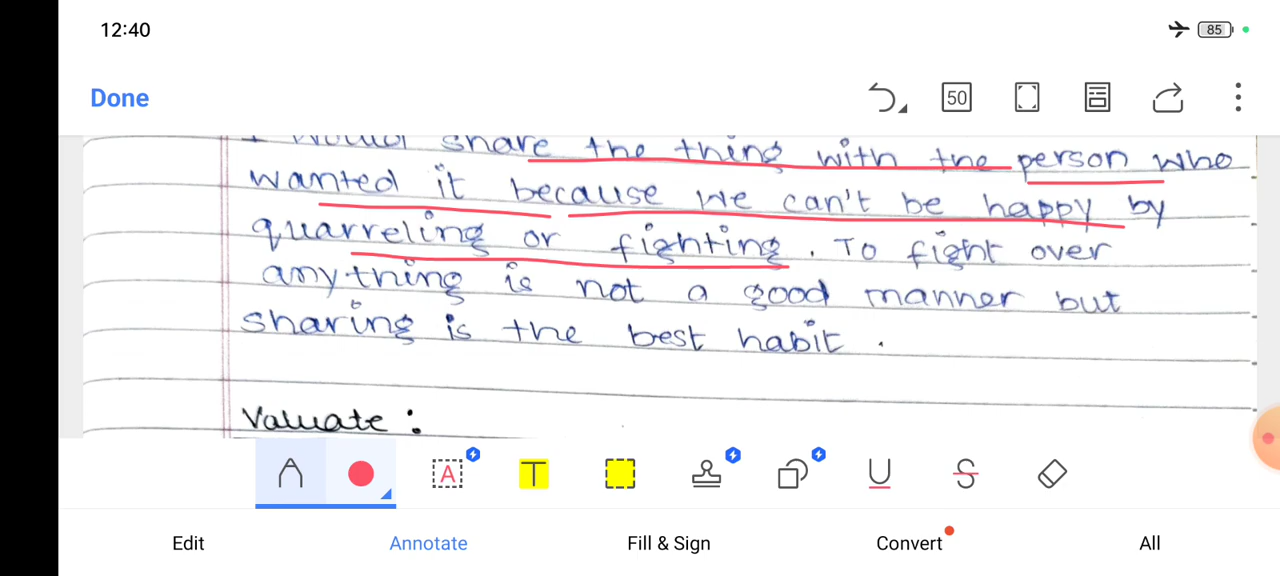 12:40
85
Done
50
I would share the thing with the person who
wanted it because we can't be happy by
quarreling or fighting. To fight over
anything is not a good manner but
sharing is the best habit.
Valuate:
A
T
U
S
Edit
Annotate
Fill & Sign
Convert
All